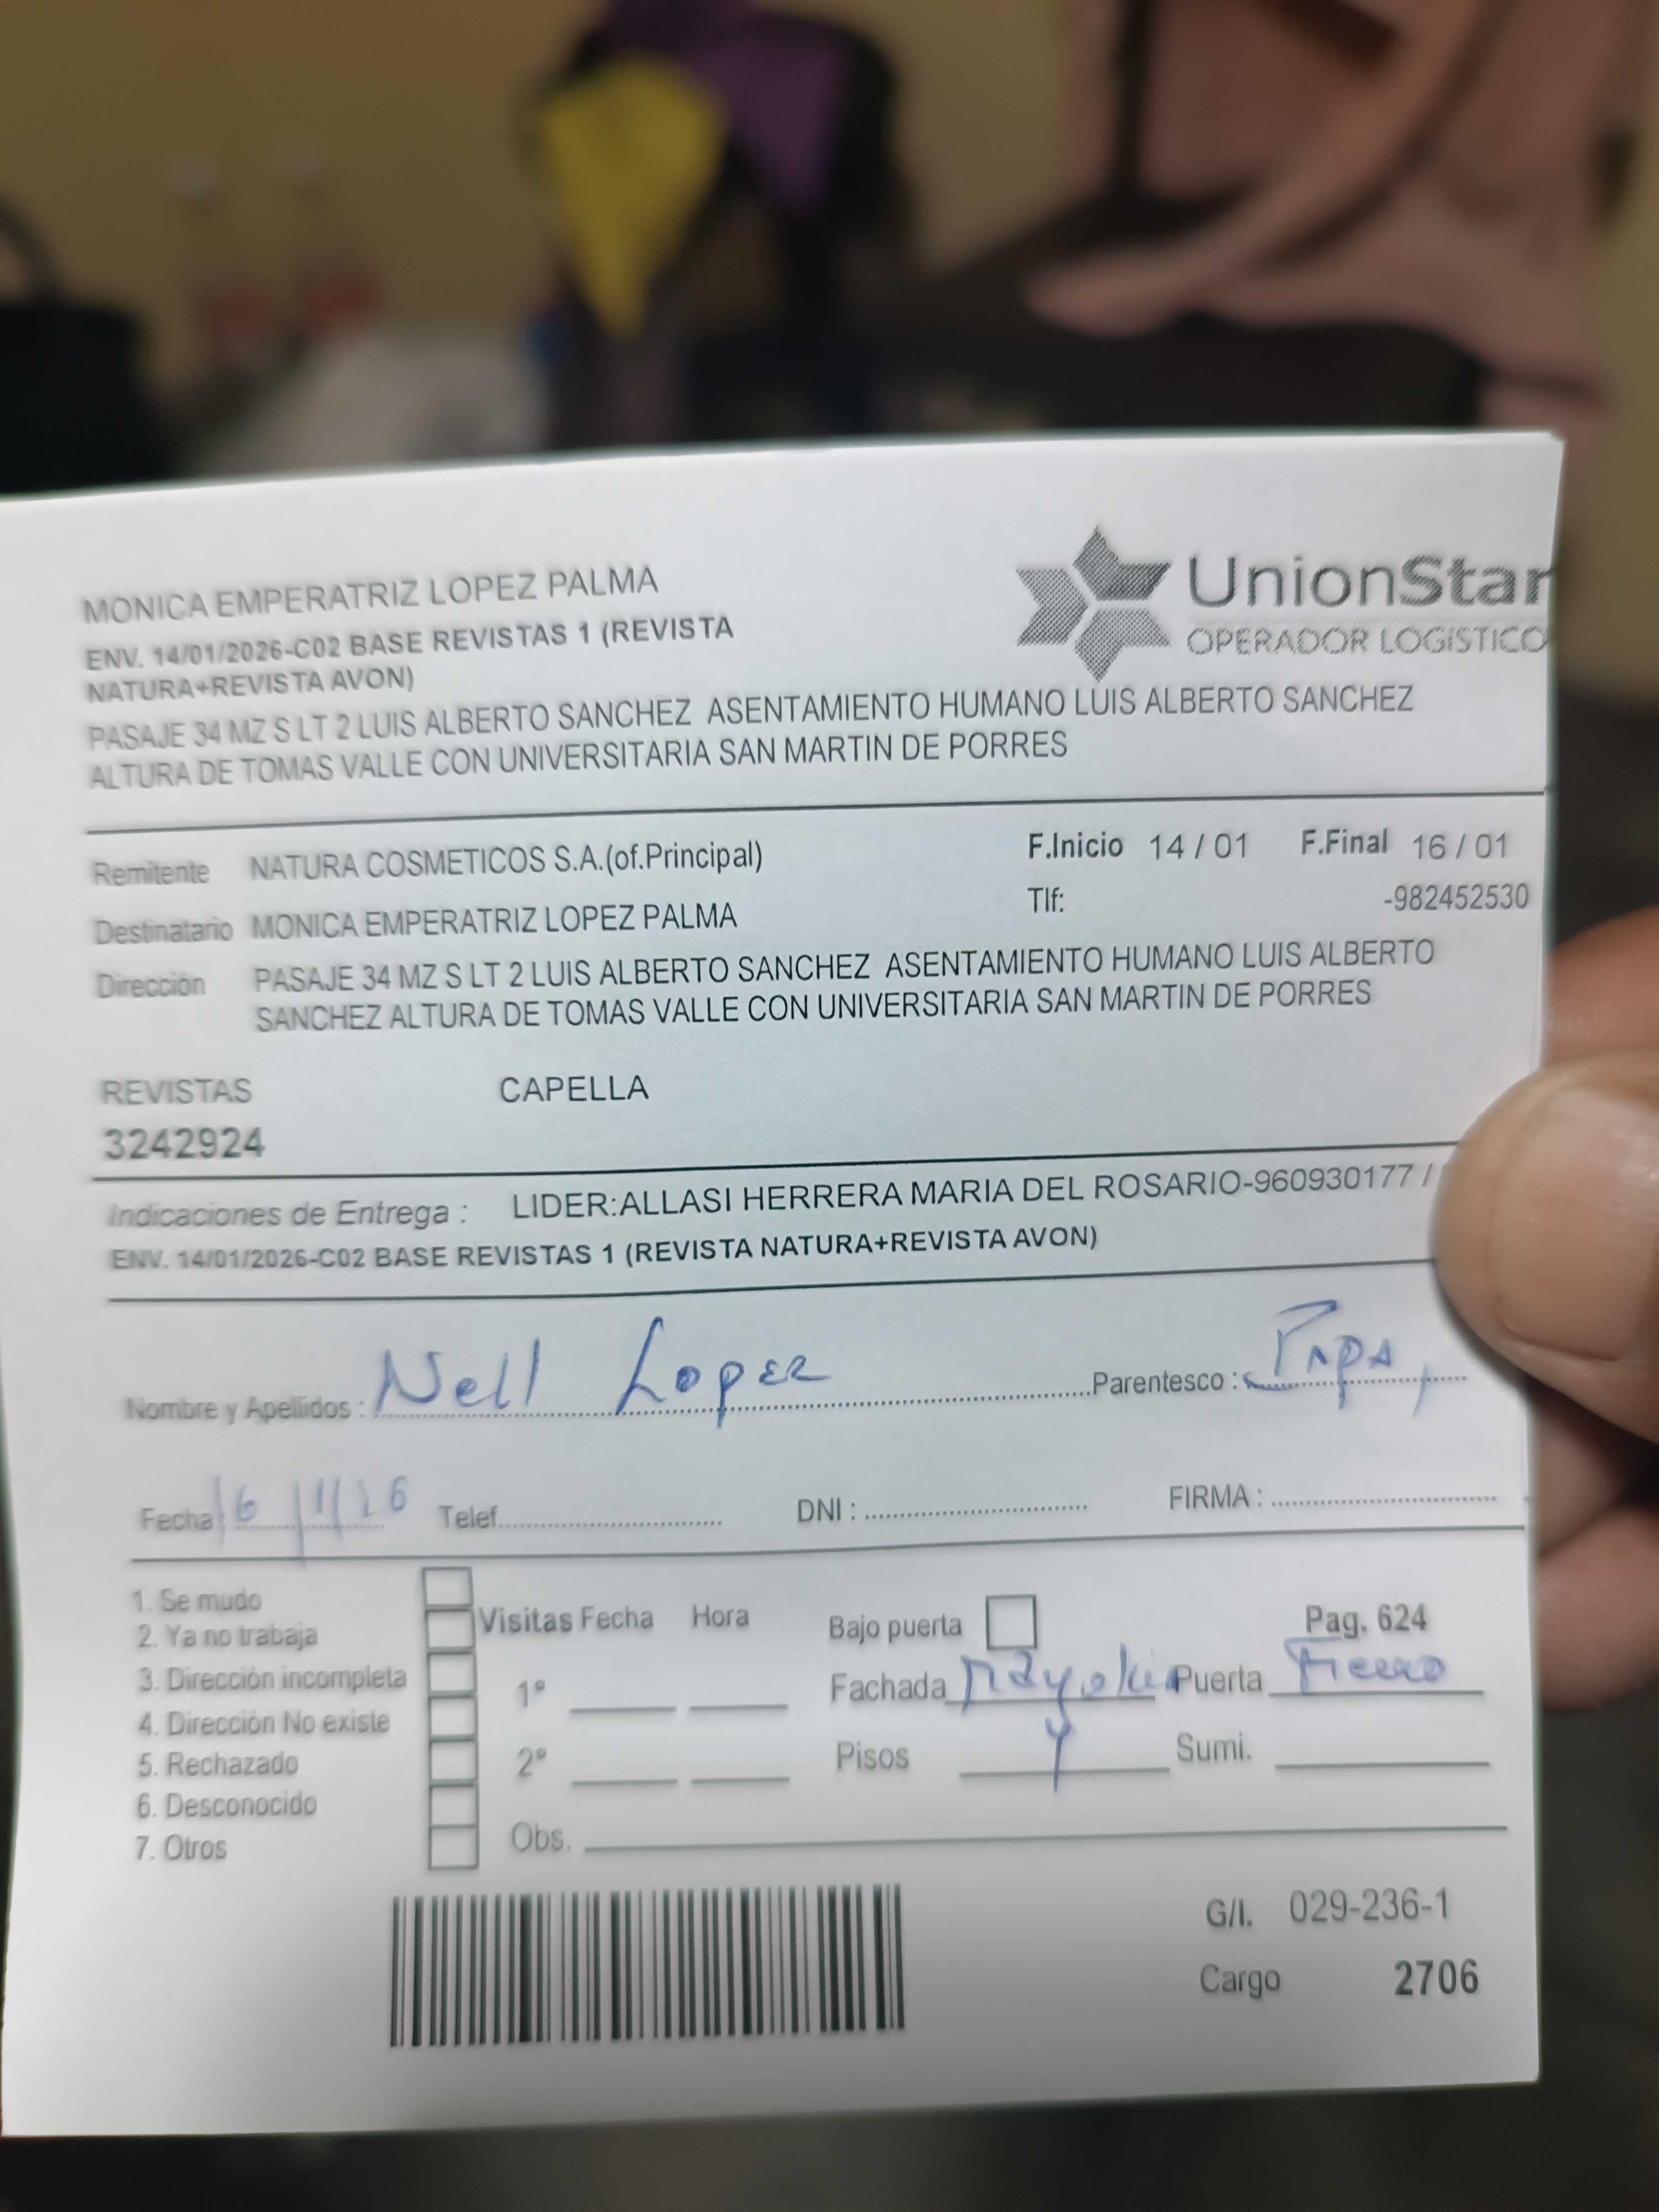 MONICA EMPERATRIZ LOPEZ PALMA
ENV. 14/01/2026-C02 BASE REVISTAS 1 (REVISTA
NATURA+REVISTA AVON)
PASAJE 34 MZ S LT 2 LUIS ALBERTO SANCHEZ ASENTAMIENTO HUMANO LUIS ALBERTO SANCHEZ
ALTURA DE TOMAS VALLE CON UNIVERSITARIA SAN MARTIN DE PORRES
UnionStar
OPERADOR LOGÍSTICO
Remitente NATURA COSMETICOS S.A.(of.Principal) F.Inicio 14 / 01 F.Final 16 / 01
Destinatario MONICA EMPERATRIZ LOPEZ PALMA Tlf: -982452530
Dirección PASAJE 34 MZ S LT 2 LUIS ALBERTO SANCHEZ ASENTAMIENTO HUMANO LUIS ALBERTO
SANCHEZ ALTURA DE TOMAS VALLE CON UNIVERSITARIA SAN MARTIN DE PORRES
REVISTAS CAPELLA
3242924
Indicaciones de Entrega : LIDER:ALLASI HERRERA MARIA DEL ROSARIO-960930177 /
ENV. 14/01/2026-C02 BASE REVISTAS 1 (REVISTA NATURA+REVISTA AVON)
Nombre y Apellidos : Nell Lopez Parentesco : Papa
Fecha 16/1/26 Telef. DNI : FIRMA :
1. Se mudo
2. Ya no trabaja
3. Dirección incompleta
4. Dirección No existe
5. Rechazado
6. Desconocido
7. Otros
Visitas Fecha Hora Bajo puerta Pag. 624
1º Fachada Puerta
2º Pisos 4 Sumi.
Obs.
G/I. 029-236-1
Cargo 2706